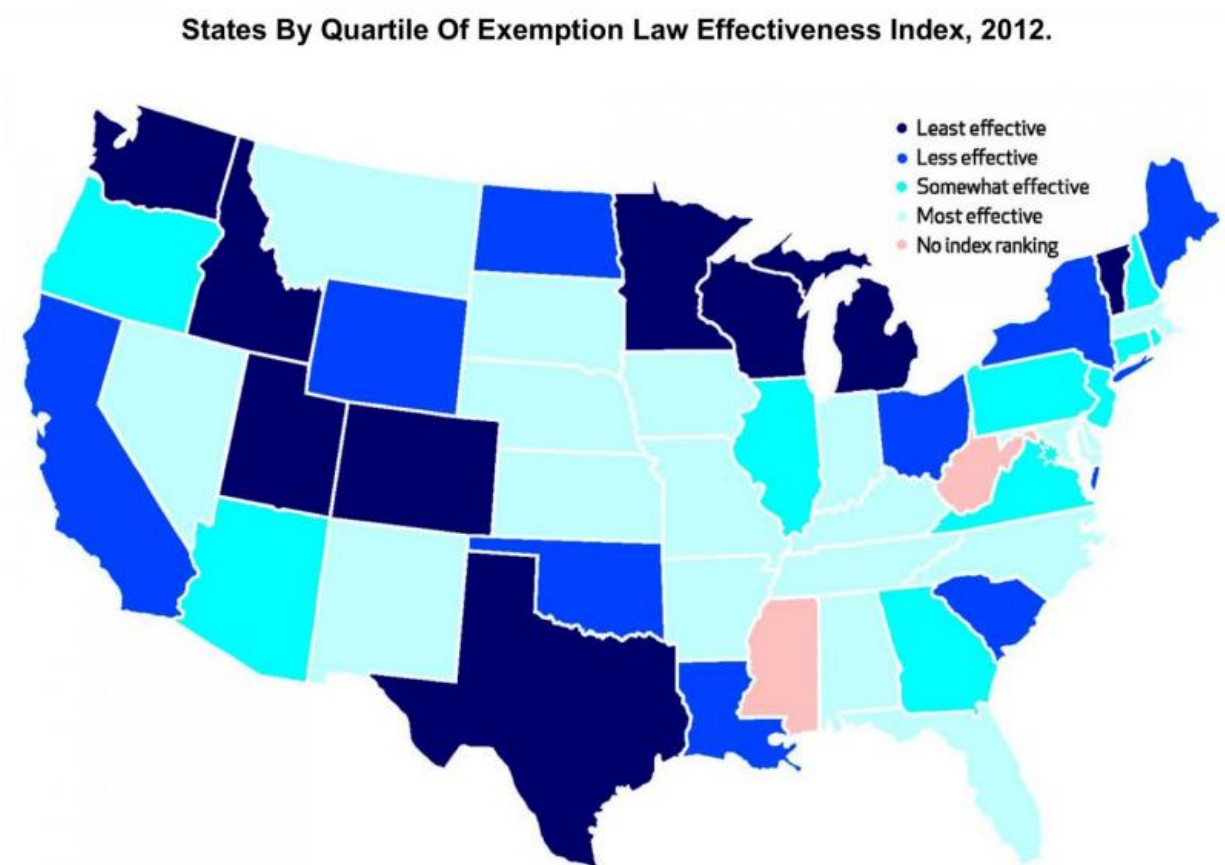 States By Quartile Of Exemption Law Effectiveness Index, 2012.
Least effective
Less effective
Somewhat effective
Most effective
No index ranking